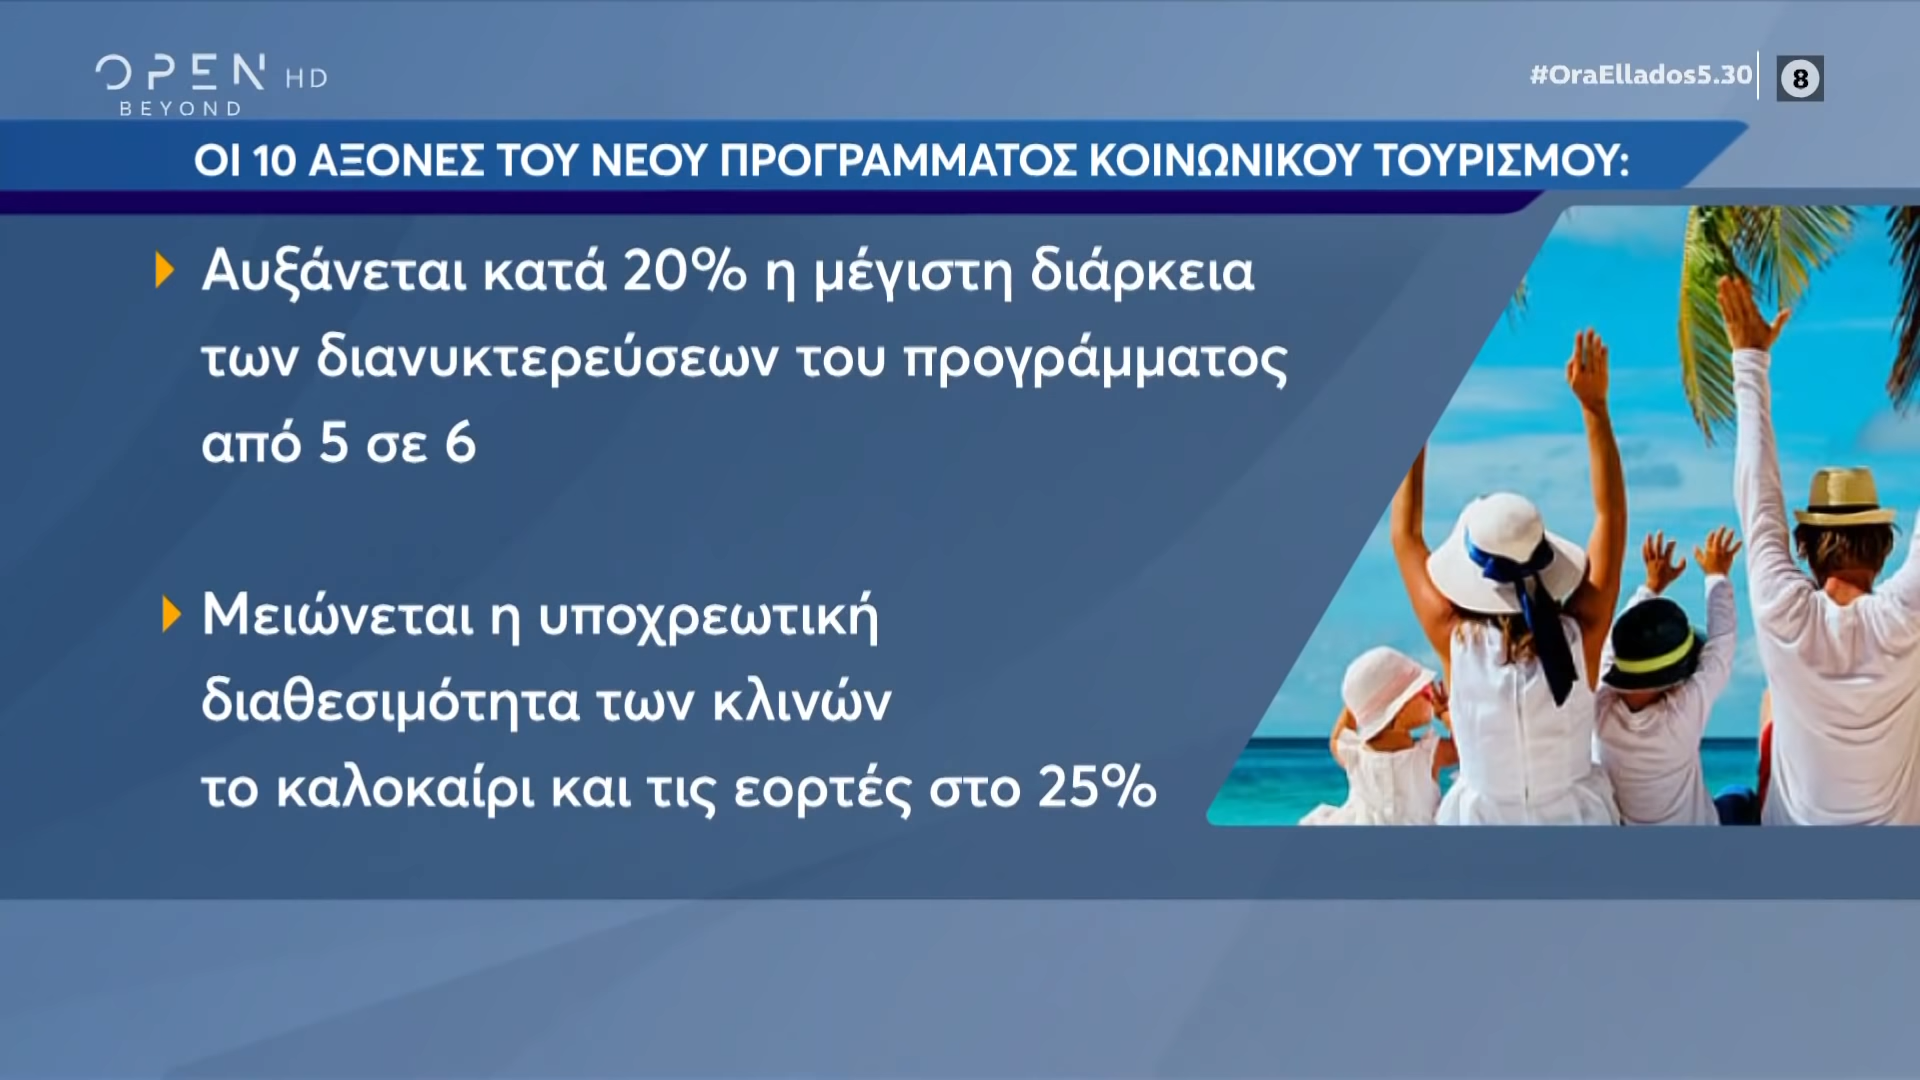 OPEN HD
BEYOND
#OraEllados5.30
8
ΟΙ 10 ΑΞΟΝΕΣ ΤΟΥ ΝΕΟΥ ΠΡΟΓΡΑΜΜΑΤΟΣ ΚΟΙΝΩΝΙΚΟΥ ΤΟΥΡΙΣΜΟΥ:
Αυξάνεται κατά 20% η μέγιστη διάρκεια
των διανυκτερεύσεων του προγράμματος
από 5 σε 6
Μειώνεται η υποχρεωτική
διαθεσιμότητα των κλινών
το καλοκαίρι και τις εορτές στο 25%